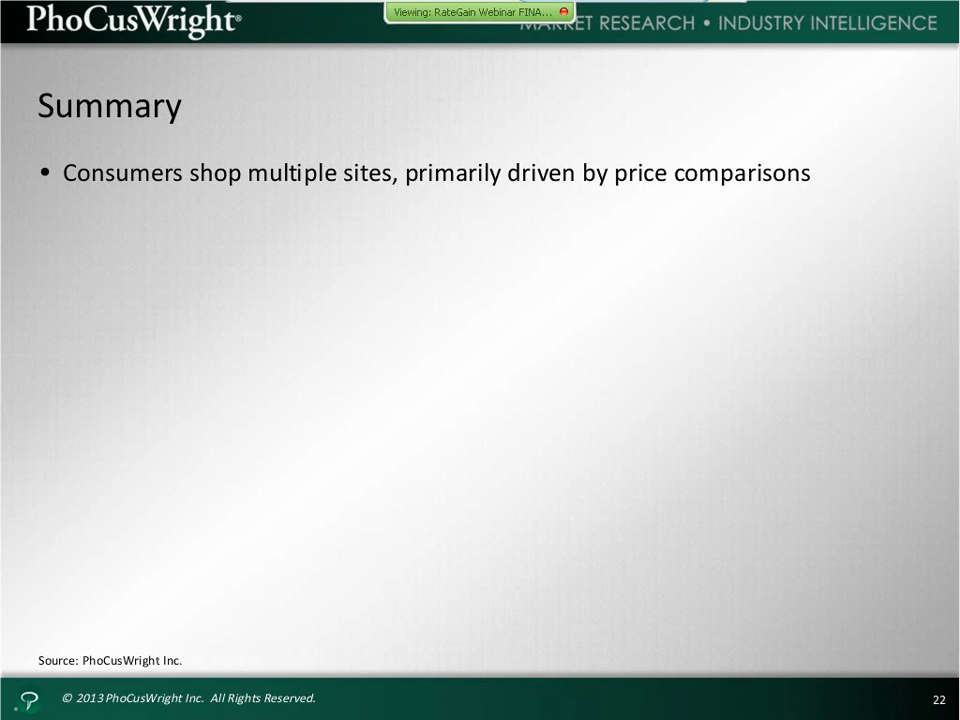 PhoCusWright®
Viewing: RateGain Webinar FINA...
MARKET RESEARCH • INDUSTRY INTELLIGENCE
Summary
• Consumers shop multiple sites, primarily driven by price comparisons
Source: PhoCusWright Inc.
© 2013 PhoCusWright Inc. All Rights Reserved.
22